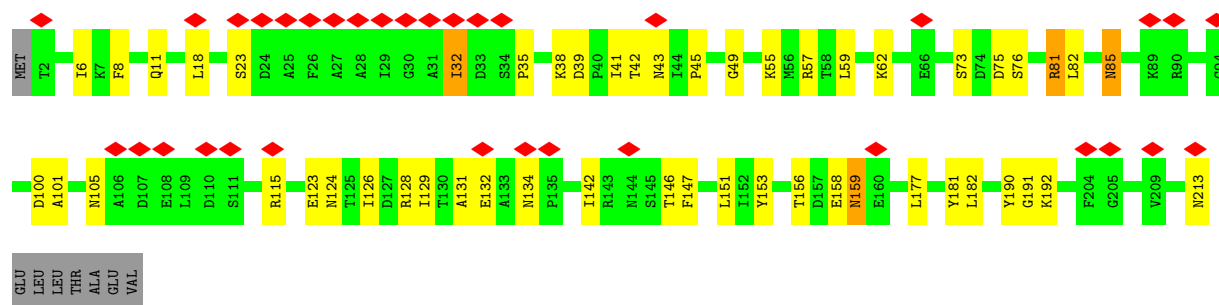 MET T2 I6 K7 F8 Q11 L18 S23 D24 A25 F26 A27 A28 I29 G30 A31 I32 D33 S34 P35 K38 D39 P40 I41 T42 N43 I44 P45 G49 K55 M56 R57 T58 L59 K62 E66 S73 D74 D75 S76 R81 L82 N85 K89 R90
D100 A101 N105 A106 D107 E108 L109 D110 S111 R115 E123 N124 T125 I126 D127 R128 I129 T130 A131 E132 A133 N134 P135 I142 R143 N144 S145 T146 F147 L151 I152 Y153 T156 D157 E158 N159 E160 L177 Y181 L182 Y190 G191 K192 F204 G205 V209 N213
GLU LEU LEU THR ALA GLU VAL